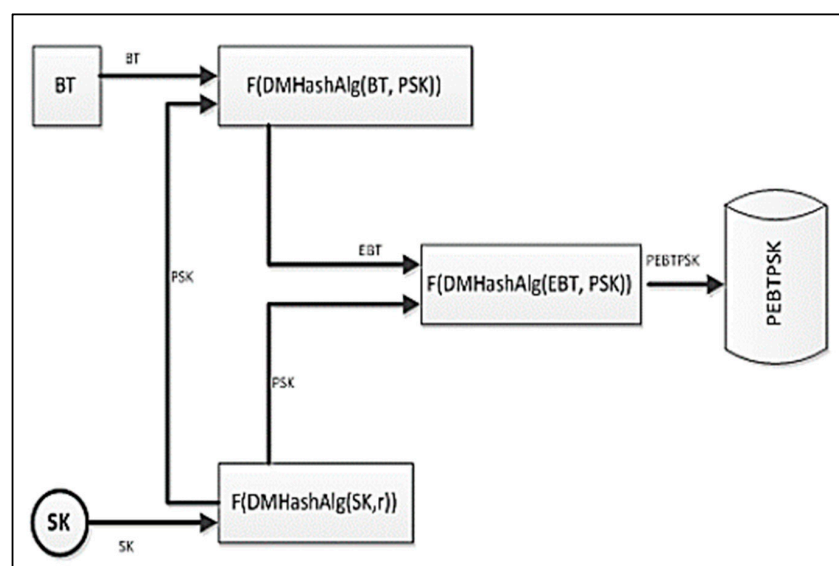 BT
BT
F(DMHashAlg(BT, PSK))
PSK
EBT
F(DMHashAlg(EBT, PSK))
PEBTPSK
PEBTPSK
PSK
SK
SK
F(DMHashAlg(SK,r))